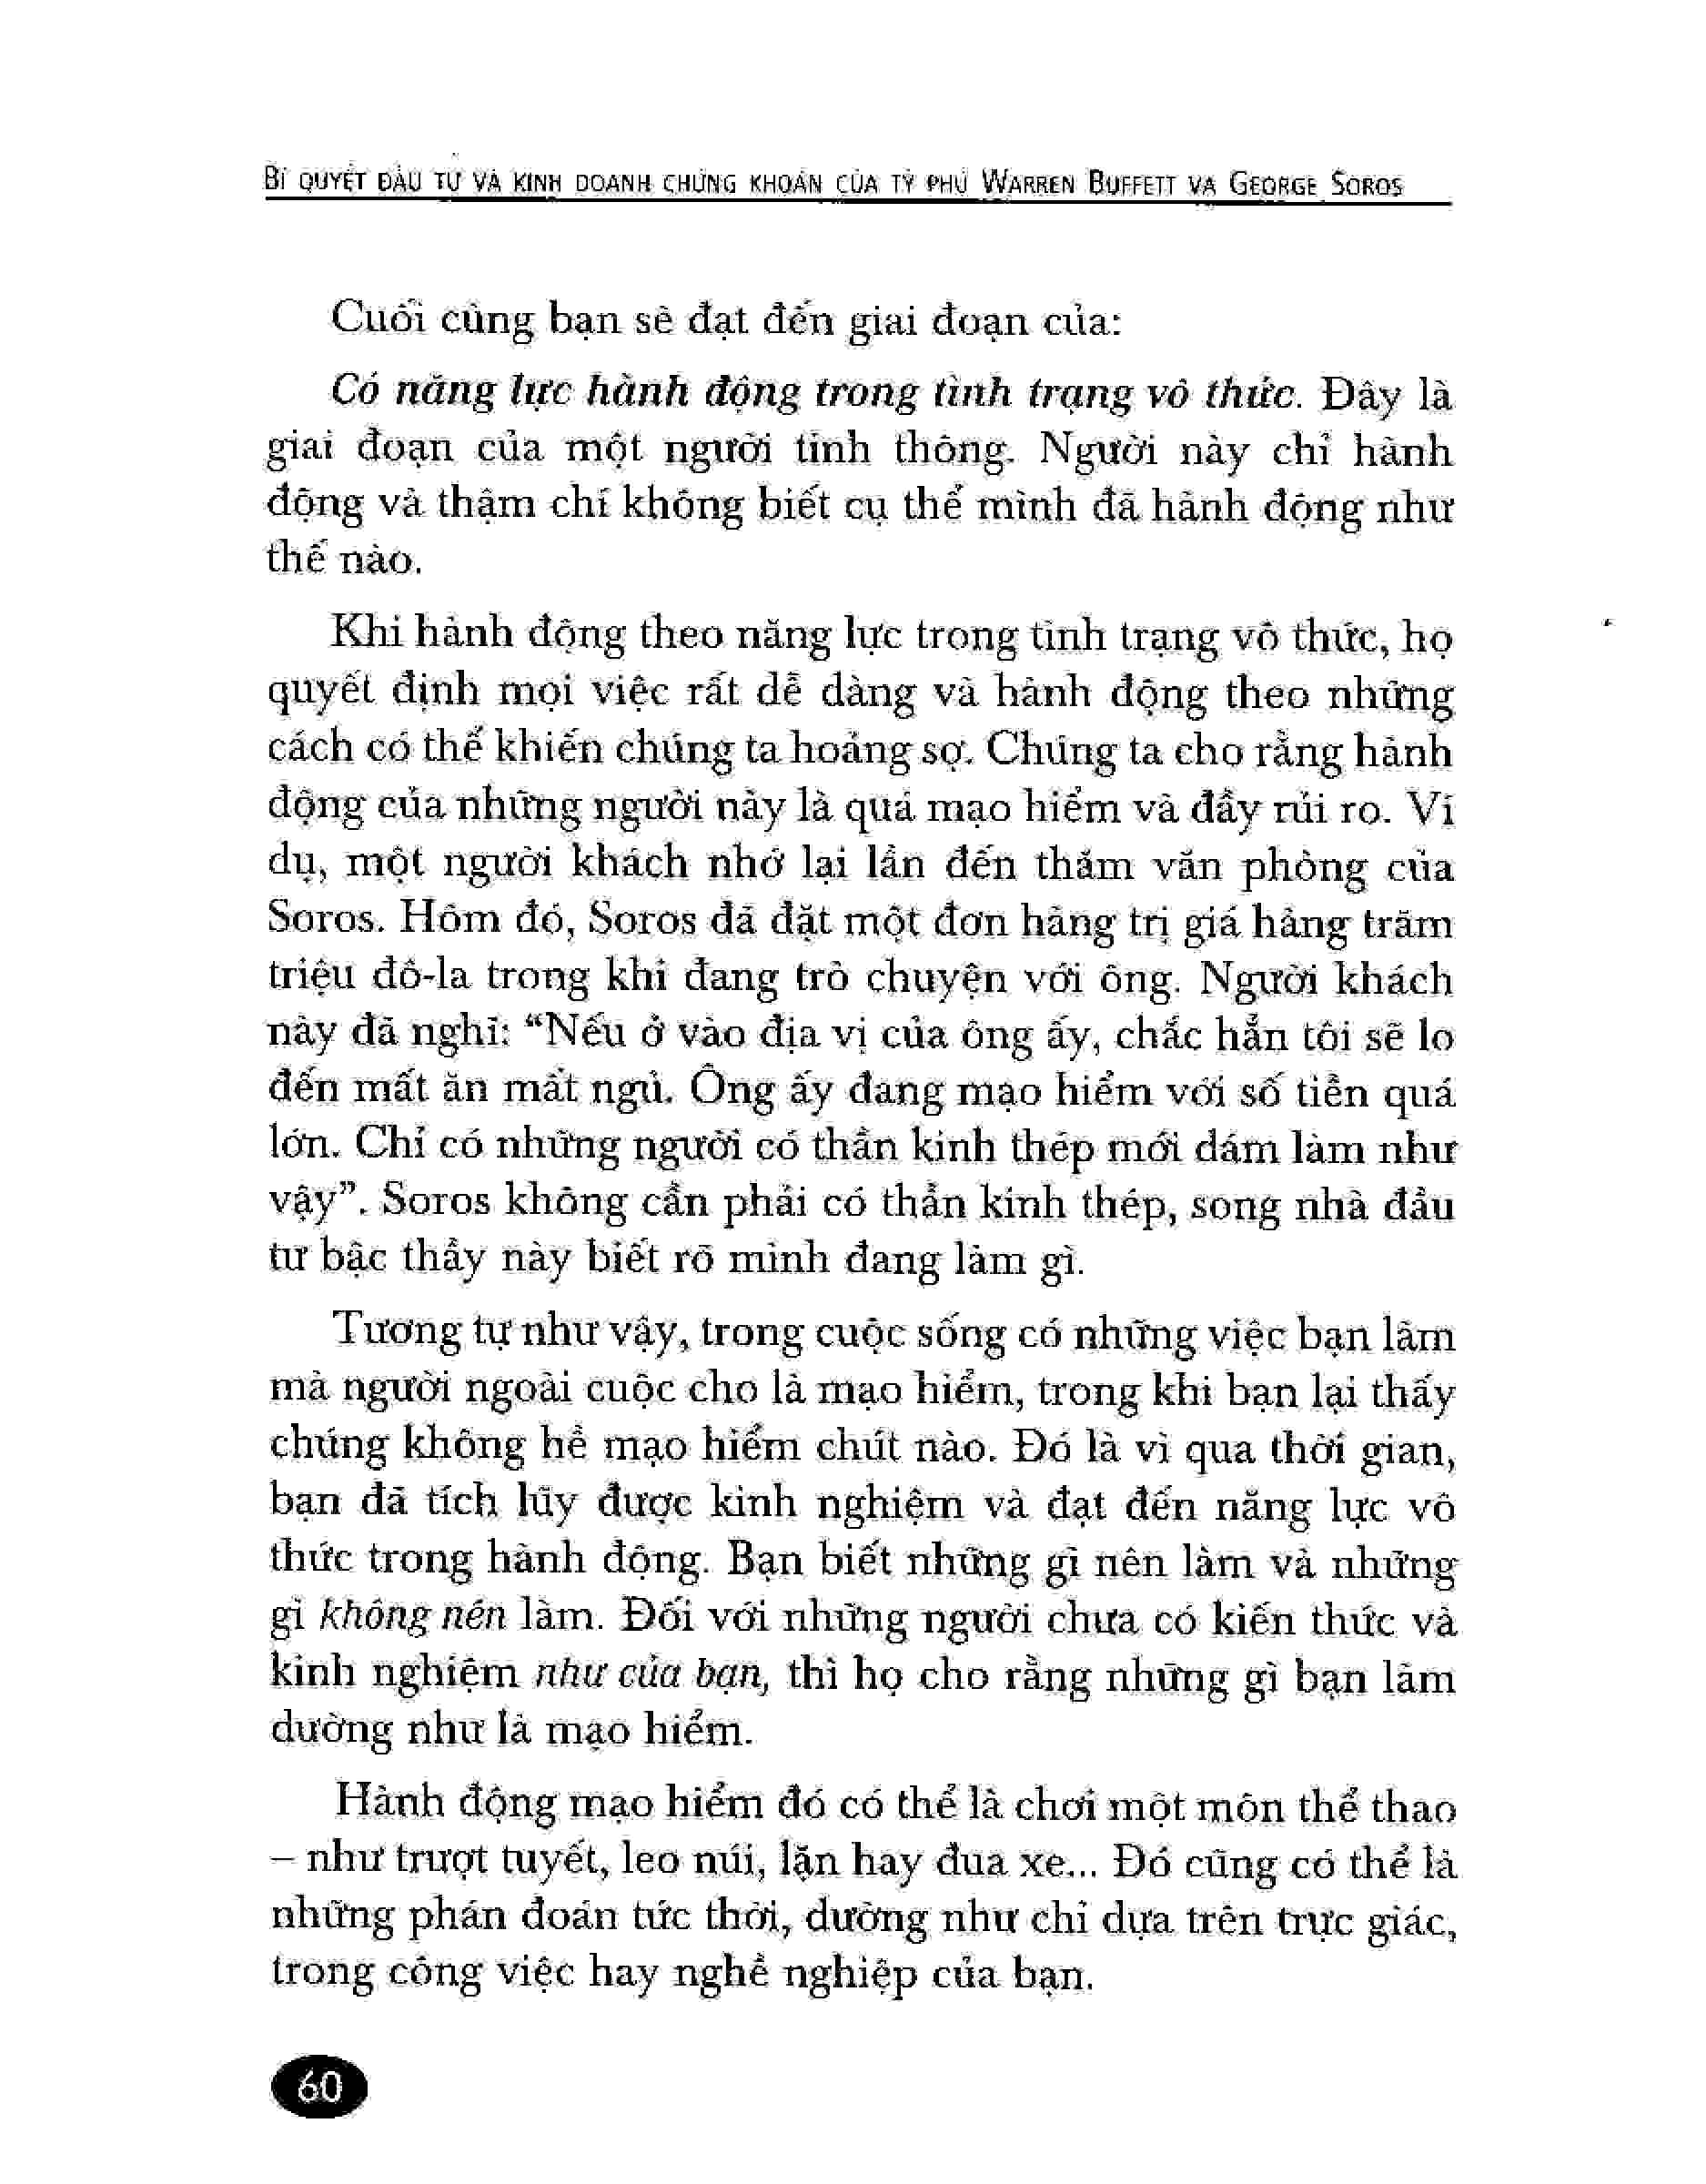 BÍ QUYẾT ĐẦU TƯ VÀ KINH DOANH CHỨNG KHOÁN CỦA TỶ PHÚ WARREN BUFFETT VÀ GEORGE SOROS
Cuối cùng bạn sẽ đạt đến giai đoạn của:
Có năng lực hành động trong tình trạng vô thức. Đây là
giai đoạn của một người tinh thông. Người này chỉ hành
động và thậm chí không biết cụ thể mình đã hành động như
thế nào.
Khi hành động theo năng lực trong tình trạng vô thức, họ
quyết định mọi việc rất dễ dàng và hành động theo những
cách có thể khiến chúng ta hoảng sợ. Chúng ta cho rằng hành
động của những người này là quá mạo hiểm và đầy rủi ro. Ví
dụ, một người khách nhớ lại lần đến thăm văn phòng của
Soros. Hôm đó, Soros đã đặt một đơn hàng trị giá hàng trăm
triệu đô-la trong khi đang trò chuyện với ông. Người khách
này đã nghĩ: “Nếu ở vào địa vị của ông ấy, chắc hẳn tôi sẽ lo
đến mất ăn mất ngủ. Ông ấy đang mạo hiểm với số tiền quá
lớn. Chỉ có những người có thần kinh thép mới dám làm như
vậy”. Soros không cần phải có thần kinh thép, song nhà đầu
tư bậc thầy này biết rõ mình đang làm gì.
Tương tự như vậy, trong cuộc sống có những việc bạn làm
mà người ngoài cuộc cho là mạo hiểm, trong khi bạn lại thấy
chúng không hề mạo hiểm chút nào. Đó là vì qua thời gian,
bạn đã tích lũy được kinh nghiệm và đạt đến năng lực vô
thức trong hành động. Bạn biết những gì nên làm và những
gì không nên làm. Đối với những người chưa có kiến thức và
kinh nghiệm như của bạn, thì họ cho rằng những gì bạn làm
dường như là mạo hiểm.
Hành động mạo hiểm đó có thể là chơi một môn thể thao
– như trượt tuyết, leo núi, lặn hay đua xe... Đó cũng có thể là
những phán đoán tức thời, dường như chỉ dựa trên trực giác,
trong công việc hay nghề nghiệp của bạn.
60